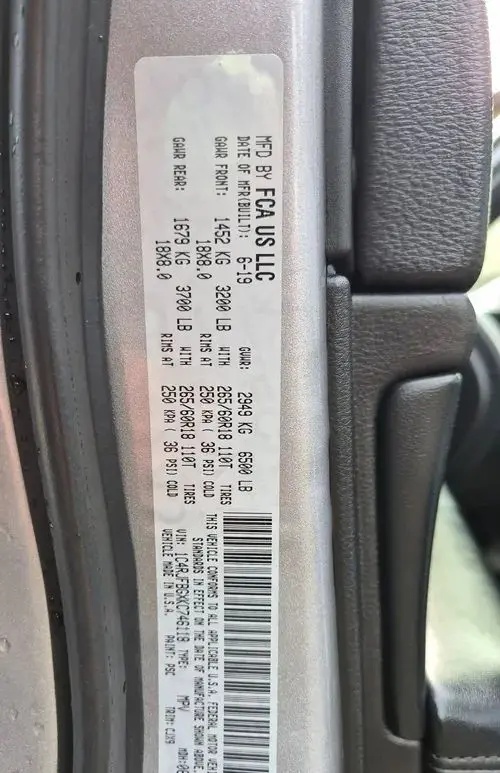 MFD BY FCA US LLC
DATE OF MFR(BUILT): 6-19 GVWR: 2949 KG 6500 LB
GAWR FRONT: 1452 KG 3200 LB WITH 265/60R18 110T TIRES
18X8.0 RIMS AT 250 KPA ( 36 PSI) COLD
GAWR REAR: 1679 KG 3700 LB WITH 265/60R18 110T TIRES
18X8.0 RIMS AT 250 KPA ( 36 PSI) COLD
THIS VEHICLE CONFORMS TO ALL APPLICABLE U.S.A. FEDERAL MOTOR VEHICLE
STANDARDS IN EFFECT ON THE DATE OF MANUFACTURE SHOWN ABOVE.
VIN: 1C4RJFBGXKC746118 TYPE: MPV
MADE IN U.S.A. PAINT: PSC TRIM: CJX9